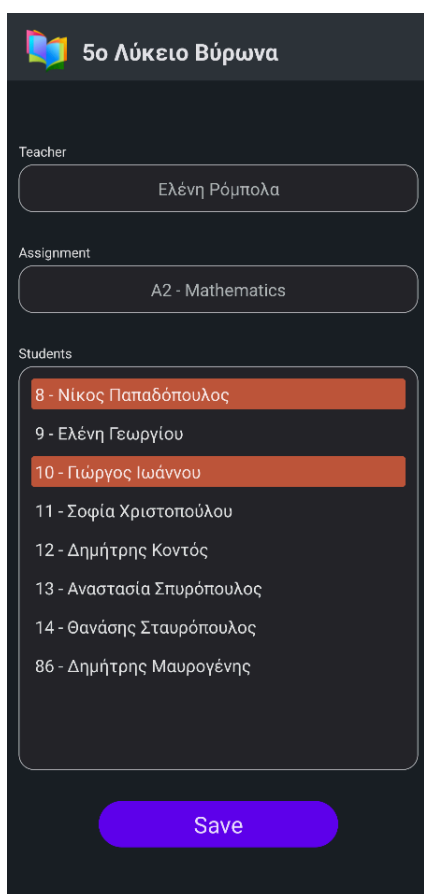 5ο Λύκειο Βύρωνα
Teacher
Ελένη Ρόμπολα
Assignment
A2 - Mathematics
Students
8 - Νίκος Παπαδόπουλος
9 - Ελένη Γεωργίου
10 - Γιώργος Ιωάννου
11 - Σοφία Χριστοπούλου
12 - Δημήτρης Κοντός
13 - Αναστασία Σπυρόπουλος
14 - Θανάσης Σταυρόπουλος
86 - Δημήτρης Μαυρογένης
Save